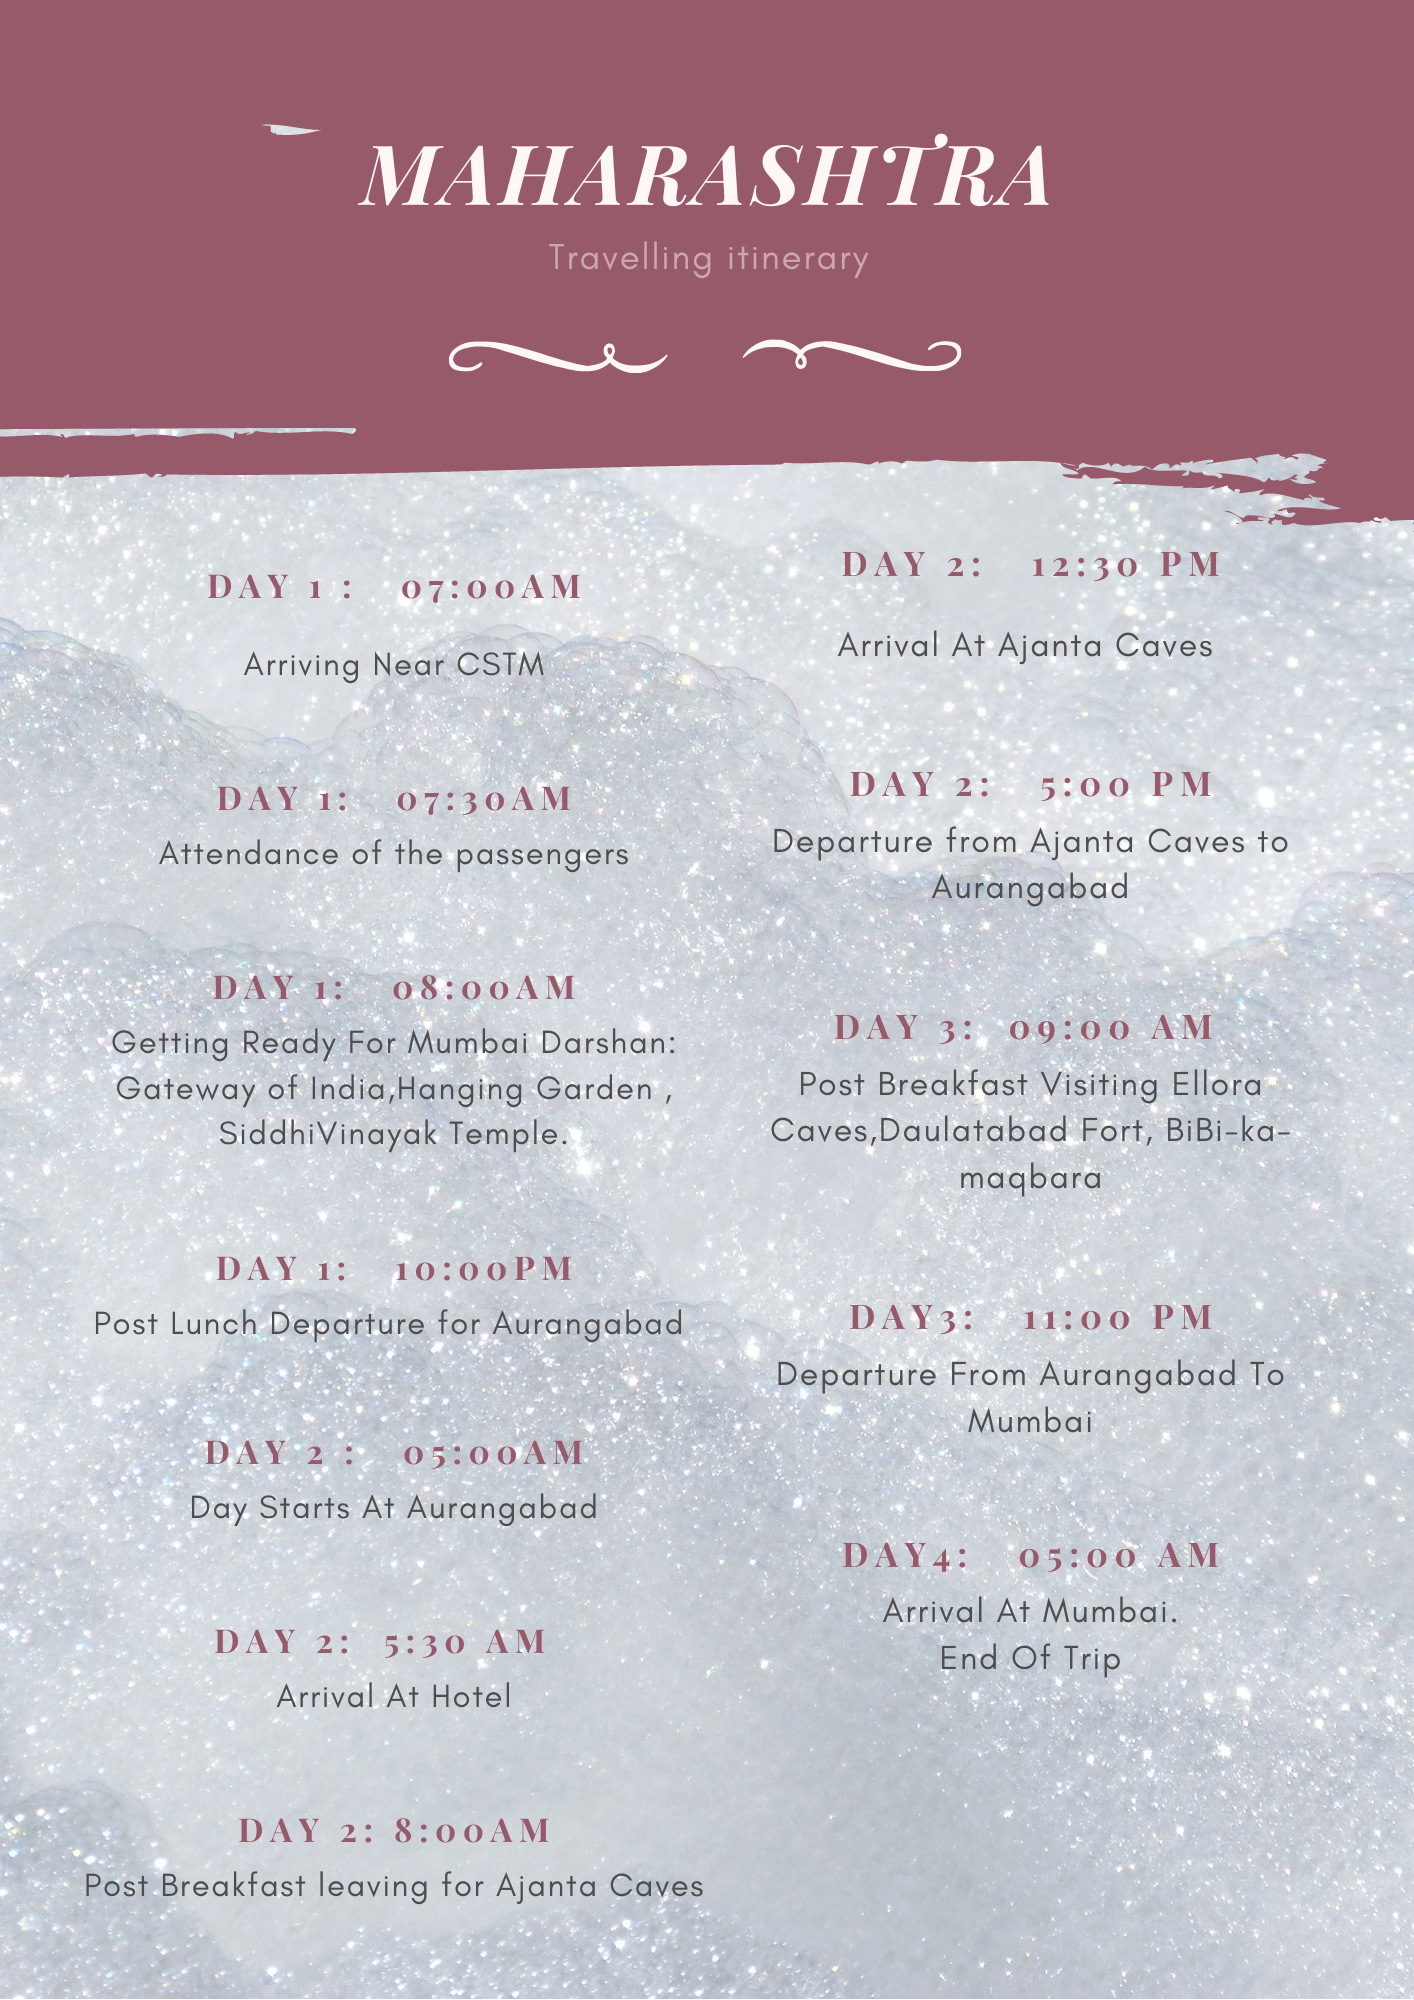 MAHARASHTRA
Travelling itinerary
DAY 1 : 07:00AM
Arriving Near CSTM
DAY 1: 07:30AM
Attendance of the passengers
DAY 1: 08:00AM
Getting Ready For Mumbai Darshan:
Gateway of India,Hanging Garden ,
SiddhiVinayak Temple.
DAY 1: 10:00PM
Post Lunch Departure for Aurangabad
DAY 2 : 05:00AM
Day Starts At Aurangabad
DAY 2: 5:30 AM
Arrival At Hotel
DAY 2: 8:00AM
Post Breakfast leaving for Ajanta Caves
DAY 2: 12:30 PM
Arrival At Ajanta Caves
DAY 2: 5:00 PM
Departure from Ajanta Caves to
Aurangabad
DAY 3: 09:00 AM
Post Breakfast Visiting Ellora
Caves,Daulatabad Fort, BiBi-ka-
maqbara
DAY3: 11:00 PM
Departure From Aurangabad To
Mumbai
DAY4: 05:00 AM
Arrival At Mumbai.
End Of Trip